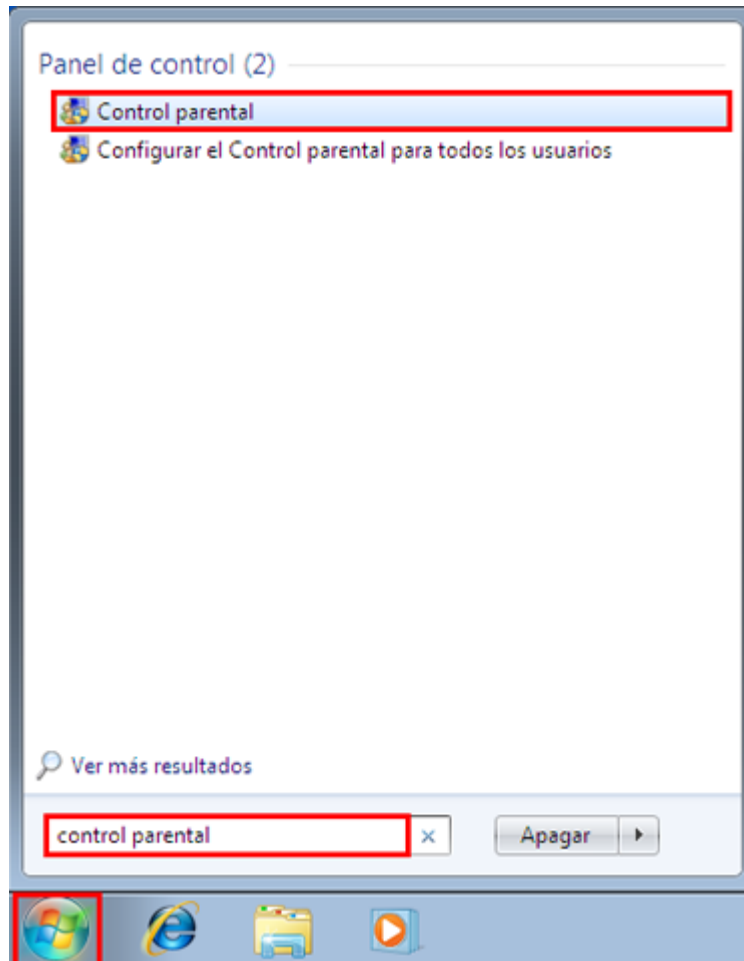 Panel de control (2)
Control parental
Configurar el Control parental para todos los usuarios
Ver más resultados
control parental
Apagar